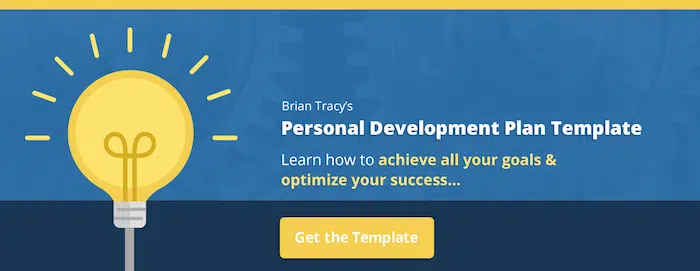 Brian Tracy's
Personal Development Plan Template
Learn how to achieve all your goals &
optimize your success...
Get the Template